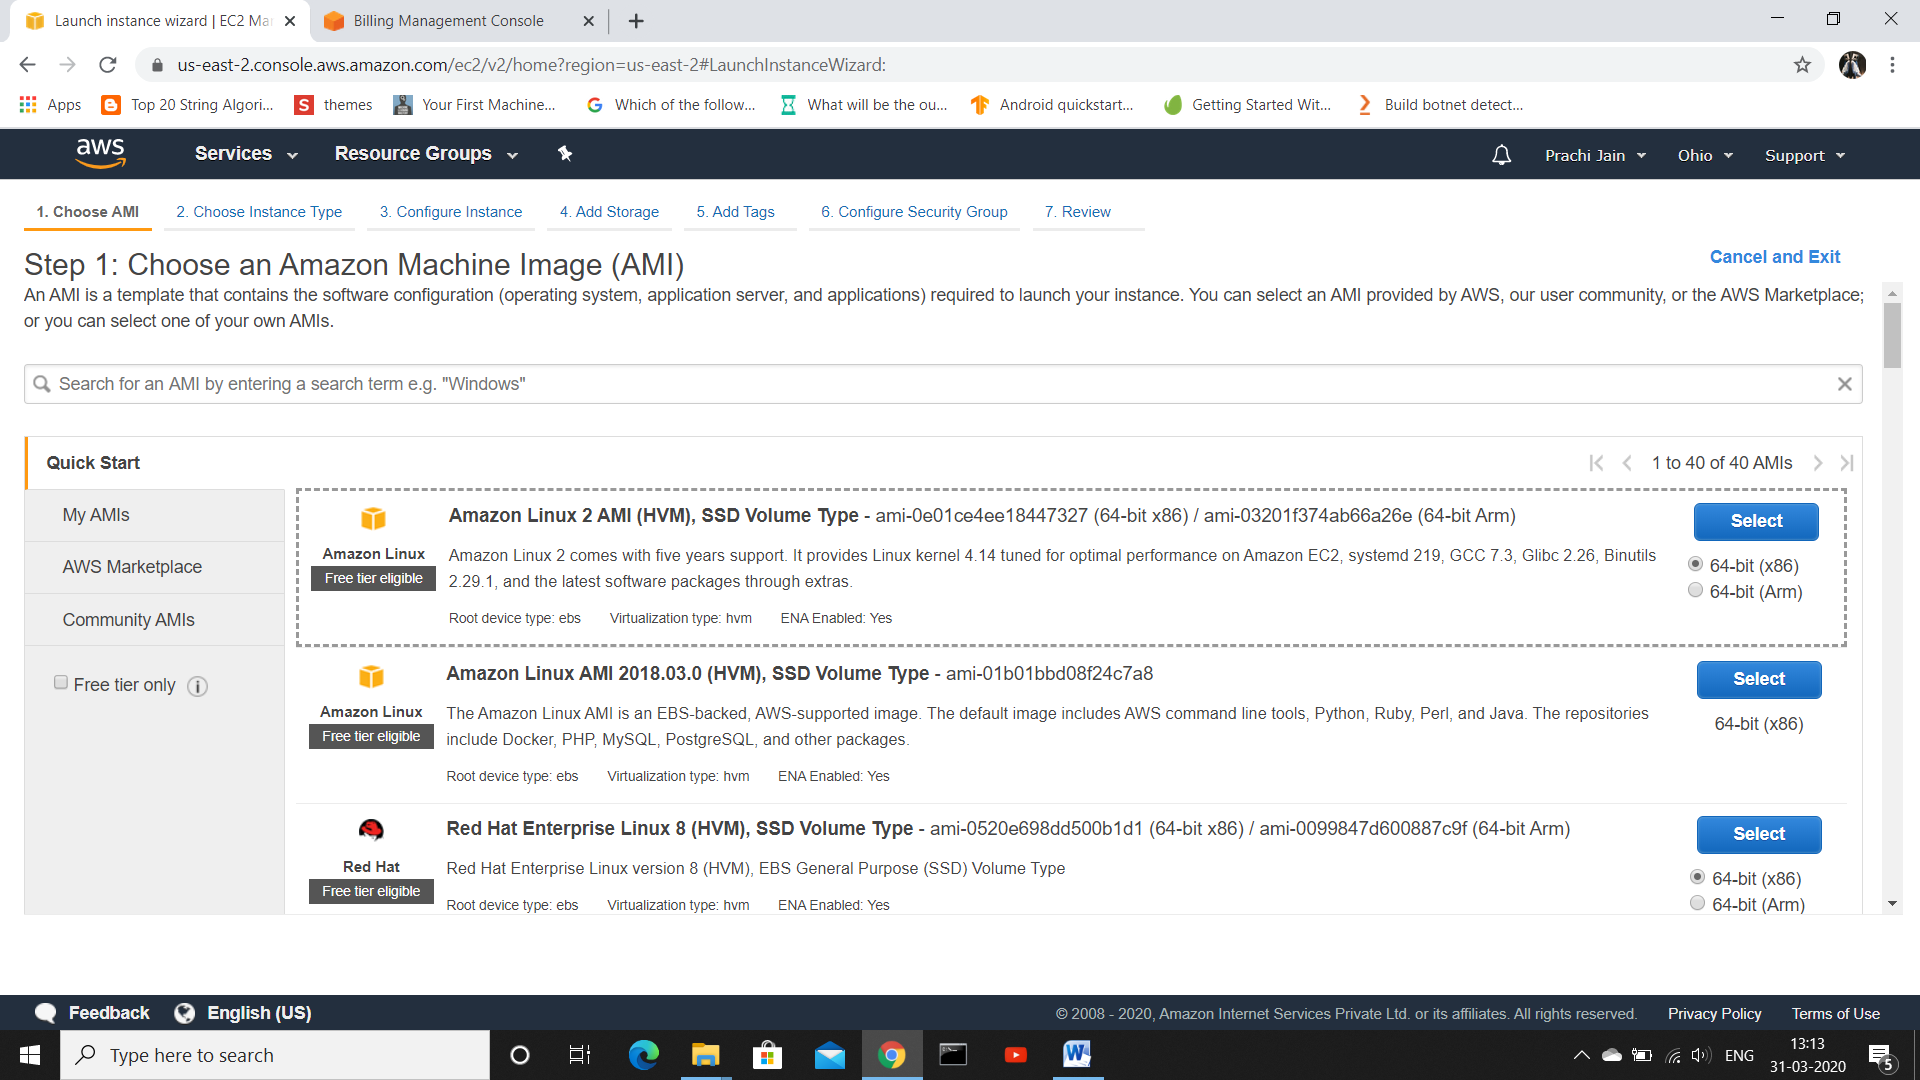 Launch instance wizard | EC2 Mar
Billing Management Console
us-east-2.console.aws.amazon.com/ec2/v2/home?region=us-east-2#LaunchInstanceWizard:
Apps
Top 20 String Algori...
S
themes
Your First Machine...
Which of the follow...
What will be the ou...
Android quickstart...
Getting Started Wit...
Build botnet detect...
aws
Services
Resource Groups
Prachi Jain
Ohio
Support
1. Choose AMI
2. Choose Instance Type
3. Configure Instance
4. Add Storage
5. Add Tags
6. Configure Security Group
7. Review
Step 1: Choose an Amazon Machine Image (AMI)
Cancel and Exit
An AMI is a template that contains the software configuration (operating system, application server, and applications) required to launch your instance. You can select an AMI provided by AWS, our user community, or the AWS Marketplace;
or you can select one of your own AMIs.
Search for an AMI by entering a search term e.g. "Windows"
Quick Start
1 to 40 of 40 AMIs
My AMIs
AWS Marketplace
Community AMIs
Free tier only
Amazon Linux
Free tier eligible
Amazon Linux 2 AMI (HVM), SSD Volume Type - ami-0e01ce4ee18447327 (64-bit x86) / ami-03201f374ab66a26e (64-bit Arm)
Amazon Linux 2 comes with five years support. It provides Linux kernel 4.14 tuned for optimal performance on Amazon EC2, systemd 219, GCC 7.3, Glibc 2.26, Binutils
2.29.1, and the latest software packages through extras.
Root device type: ebs
Virtualization type: hvm
ENA Enabled: Yes
Select
64-bit (x86)
64-bit (Arm)
Amazon Linux
Free tier eligible
Amazon Linux AMI 2018.03.0 (HVM), SSD Volume Type - ami-01b01bbd08f24c7a8
The Amazon Linux AMI is an EBS-backed, AWS-supported image. The default image includes AWS command line tools, Python, Ruby, Perl, and Java. The repositories
include Docker, PHP, MySQL, PostgreSQL, and other packages.
Root device type: ebs
Virtualization type: hvm
ENA Enabled: Yes
Select
64-bit (x86)
Red Hat
Free tier eligible
Red Hat Enterprise Linux 8 (HVM), SSD Volume Type - ami-0520e698dd500b1d1 (64-bit x86) / ami-0099847d600887c9f (64-bit Arm)
Red Hat Enterprise Linux version 8 (HVM), EBS General Purpose (SSD) Volume Type
Root device type: ebs
Virtualization type: hvm
ENA Enabled: Yes
Select
64-bit (x86)
64-bit (Arm)
Feedback
English (US)
© 2008 - 2020, Amazon Internet Services Private Ltd. or its affiliates. All rights reserved.
Privacy Policy
Terms of Use
Type here to search
ENG
13:13
31-03-2020
5